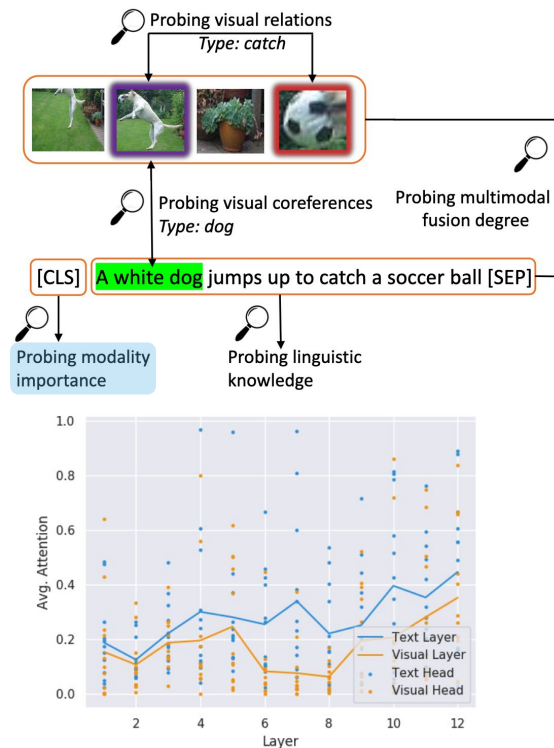 Probing visual relations
Type: catch
Probing visual coreferences
Type: dog
Probing multimodal
fusion degree
[CLS] A white dog jumps up to catch a soccer ball [SEP]
Probing modality
importance
Probing linguistic
knowledge
1.0
0.8
0.6
0.4
0.2
0.0
Avg. Attention
Text Layer
Visual Layer
Text Head
Visual Head
2 4 6 8 10 12
Layer